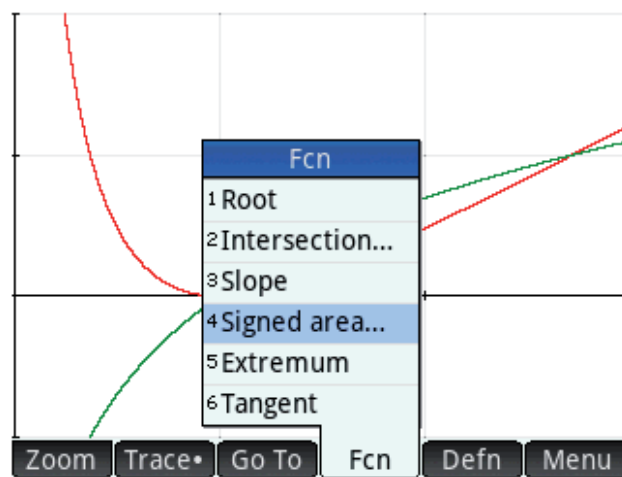 Fcn
1 Root
2 Intersection...
3 Slope
4 Signed area...
5 Extremum
6 Tangent
Zoom Trace• Go To Fcn Defn Menu